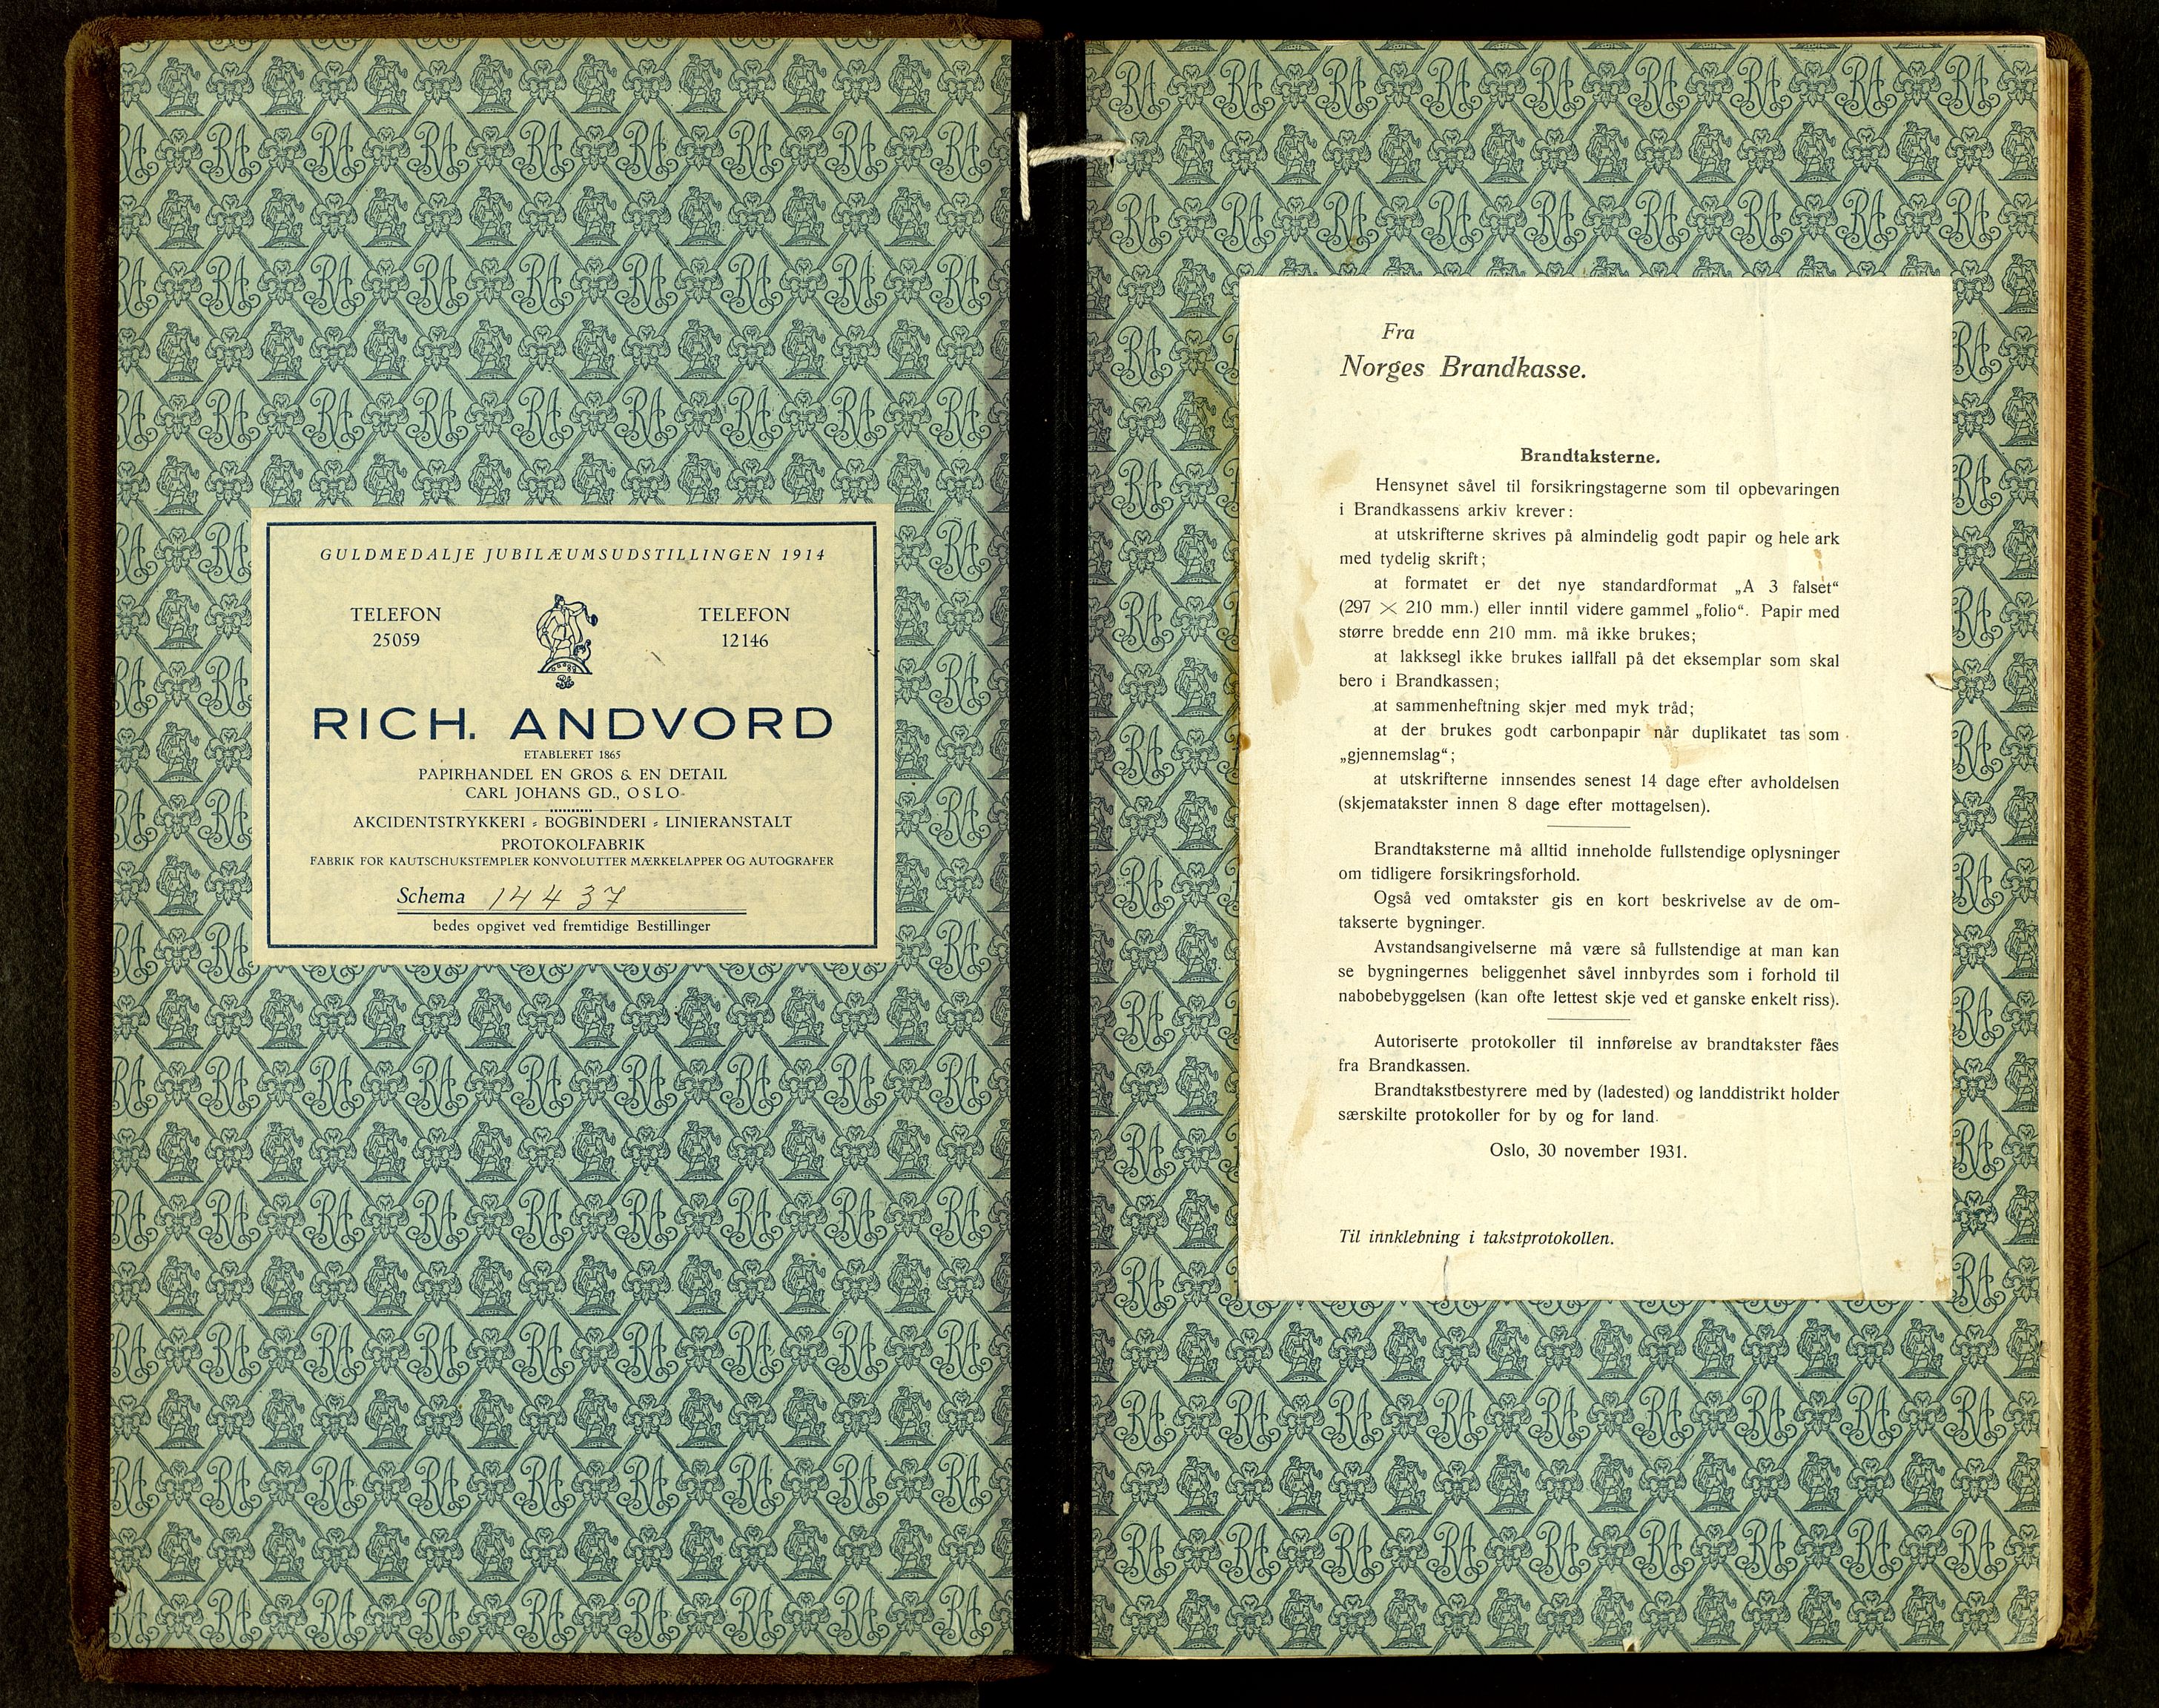 GULDMEDALJE JUBILÆUMSUDSTILLINGEN 1914
TELEFON
25059
TELEFON
12146
RICH. ANDVORD
ETABLERET 1865
PAPIRHANDEL EN GROS & EN DETAIL
CARL JOHANS GD., OSLO
AKCIDENTSTRYKKERI - BOGBINDERI - LINIERANSTALT
PROTOKOLFABRIK
FABRIK FOR KAUTSCHUKSTEMPLER KONVOLUTTER MÆRKELAPPER OG AUTOGRAFER
Schema 14437
bedes opgivet ved fremtidige Bestillinger
Fra
Norges Brandkasse.
Brandtaksterne.
Hensynet såvel til forsikringstagerne som til opbevaringen
i Brandkassens arkiv krever:
at utskrifterne skrives på almindelig godt papir og hele ark
med tydelig skrift;
at formatet er det nye standardformat „A 3 falset“
(297 × 210 mm.) eller inntil videre gammel „folio“. Papir med
større bredde enn 210 mm. må ikke brukes;
at lakksegl ikke brukes iallfall på det eksemplar som skal
bero i Brandkassen;
at sammenheftning skjer med myk tråd;
at der brukes godt carbonpapir når duplikatet tas som
„gjennemslag“;
at utskrifterne innsendes senest 14 dage efter avholdelsen
(skjematakster innen 8 dage efter mottagelsen).
Brandtaksterne må alltid inneholde fullstendige oplysninger
om tidligere forsikringsforhold.
Også ved omtakster gis en kort beskrivelse av de om-
takserte bygninger.
Avstandsangivelserne må være så fullstendige at man kan
se bygningernes beliggenhet såvel innbyrdes som i forhold til
nabobebyggelsen (kan ofte lettest skje ved et ganske enkelt riss).
Autoriserte protokoller til innførelse av brandtakster fåes
fra Brandkassen.
Brandtakstbestyrere med by (ladested) og landdistrikt holder
særskilte protokoller for by og for land.
Oslo, 30 november 1931.
Til innklebning i takstprotokollen.